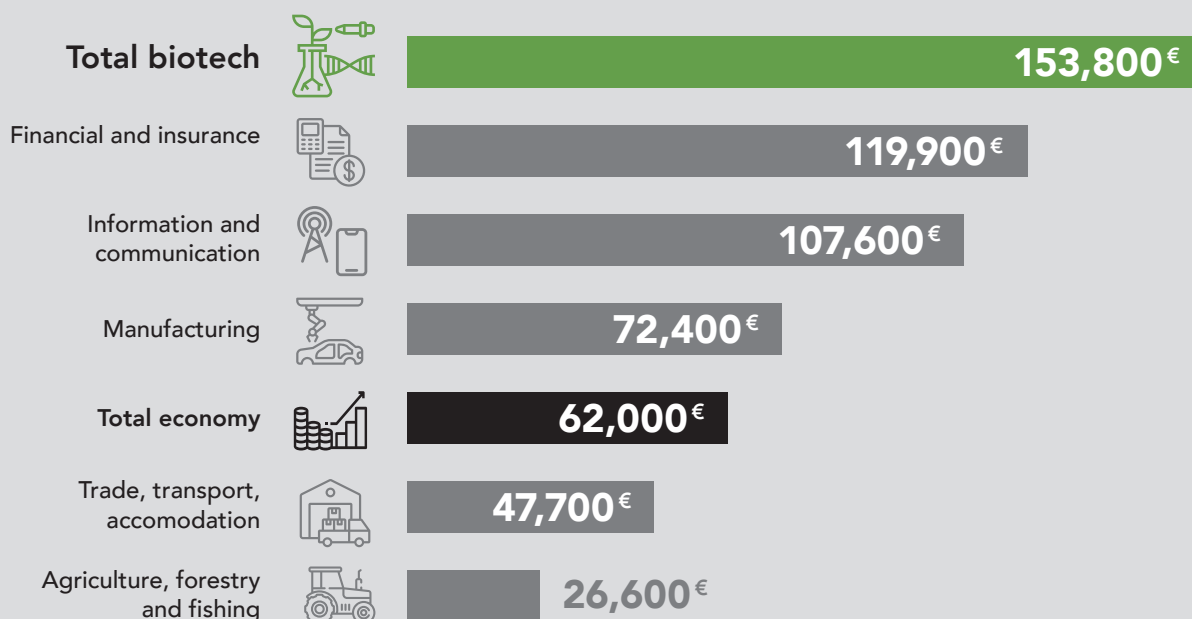 Total biotech
153,800€
Financial and insurance
119,900€
Information and
communication
107,600€
Manufacturing
72,400€
Total economy
62,000€
Trade, transport,
accomodation
47,700€
Agriculture, forestry
and fishing
26,600€
$